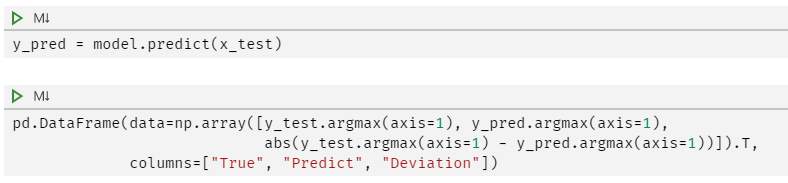 M↓
y_pred = model.predict(x_test)
M↓
pd.DataFrame(data=np.array([y_test.argmax(axis=1), y_pred.argmax(axis=1),
abs(y_test.argmax(axis=1) - y_pred.argmax(axis=1))]).T,
columns=["True", "Predict", "Deviation"])